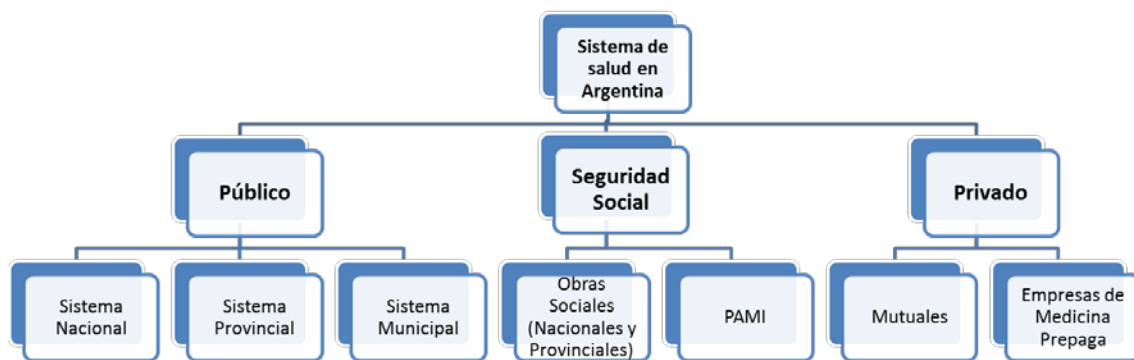 Sistema de
salud en
Argentina
Público
Seguridad
Social
Privado
Sistema
Nacional
Sistema
Provincial
Sistema
Municipal
Obras
Sociales
(Nacionales y
Provinciales)
PAMI
Mutuales
Empresas de
Medicina
Prepaga